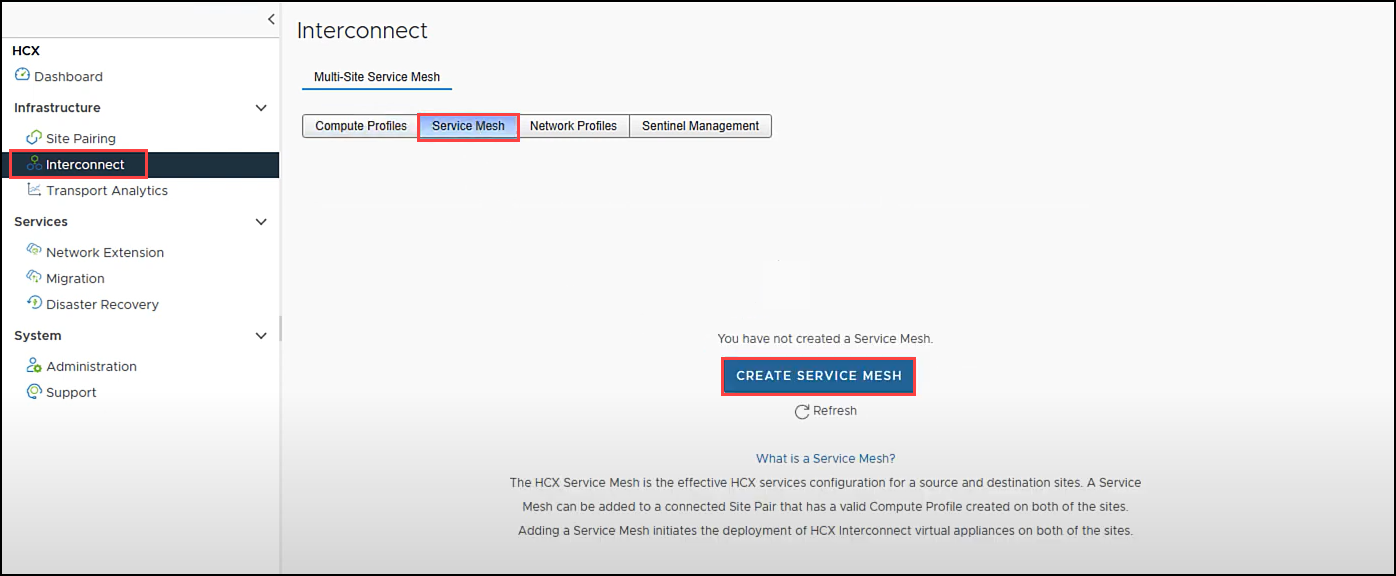 HCX
Dashboard
Infrastructure
Site Pairing
Interconnect
Transport Analytics
Services
Network Extension
Migration
Disaster Recovery
System
Administration
Support
Interconnect
Multi-Site Service Mesh
Compute Profiles Service Mesh Network Profiles Sentinel Management
You have not created a Service Mesh.
CREATE SERVICE MESH
Refresh
What is a Service Mesh?
The HCX Service Mesh is the effective HCX services configuration for a source and destination sites. A Service
Mesh can be added to a connected Site Pair that has a valid Compute Profile created on both of the sites.
Adding a Service Mesh initiates the deployment of HCX Interconnect virtual appliances on both of the sites.